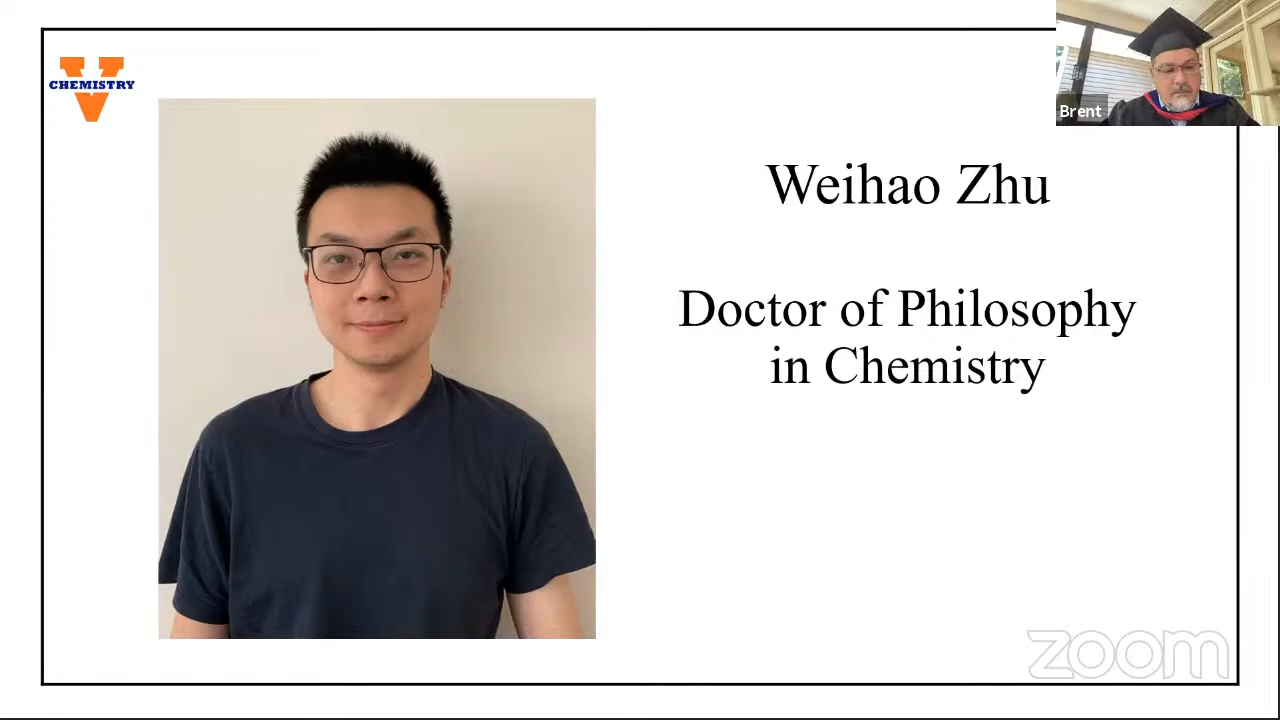 CHEMISTRY
V
Brent
Weihao Zhu
Doctor of Philosophy
in Chemistry
zoom